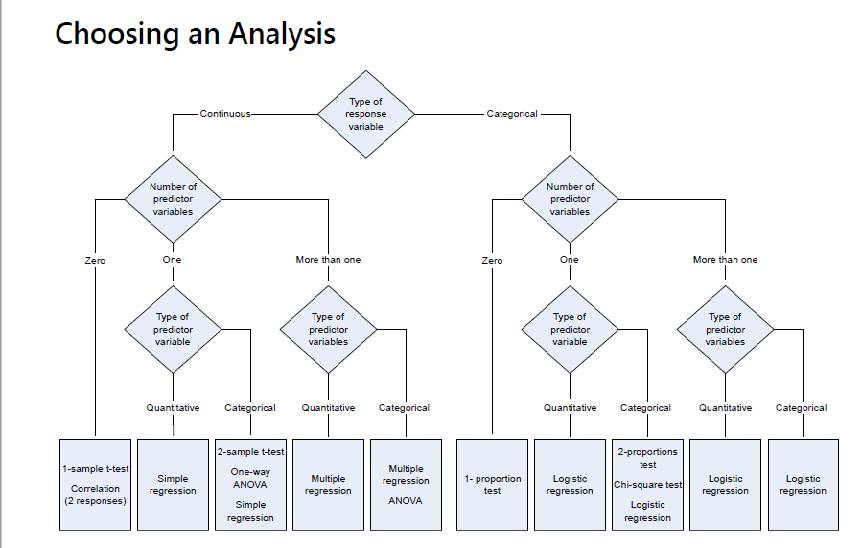 Choosing an Analysis
Type of
response
variable
Continuous
Categorical
Number of
predictor
variables
Number of
predictor
variables
Zero
One
More than one
Zero
One
More than one
Type of
predictor
variable
Type of
predictor
variables
Type of
predictor
variable
Type of
predictor
variables
Quantitative
Categorical
Quantitative
Categorical
Quantitative
Categorical
Quantitative
Categorical
1-sample t-test
Correlation
(2 responses)
Simple
regression
2-sample t-test
One-way
ANOVA
Simple
regression
Multiple
regression
Multiple
regression
ANOVA
1- proportion
test
Logistic
regression
2-proportions
test
Chi-square test
Logistic
regression
Logistic
regression
Logistic
regression